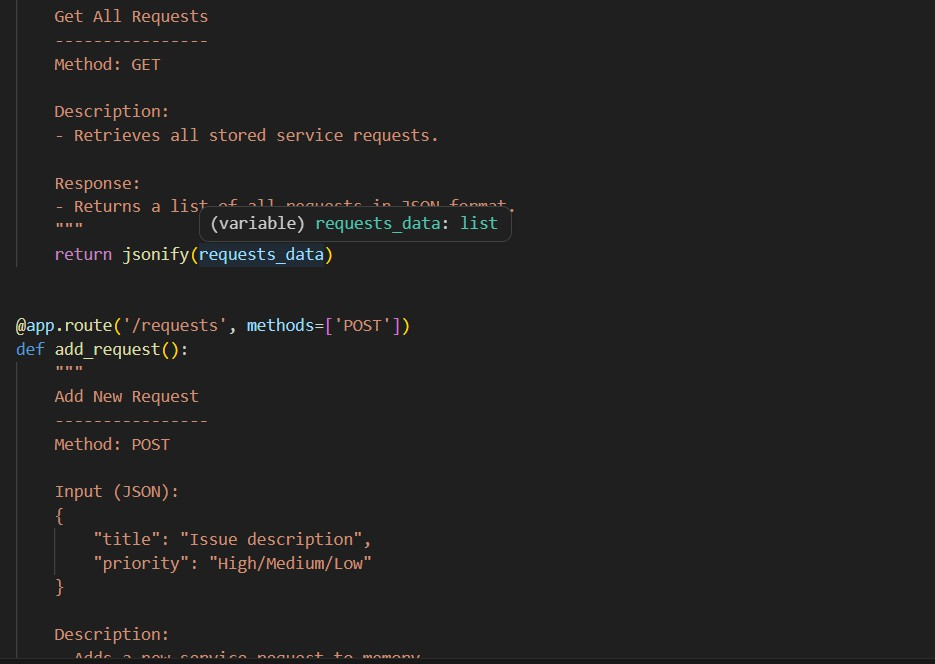 Get All Requests
----------------
Method: GET
Description:
- Retrieves all stored service requests.
Response:
- Returns a list of all requests in JSON format.
"""
(variable) requests_data: list
return jsonify(requests_data)
@app.route('/requests', methods=['POST'])
def add_request():
"""
Add New Request
----------------
Method: POST
Input (JSON):
{
"title": "Issue description",
"priority": "High/Medium/Low"
}
Description:
- Adds a new service request to memory.